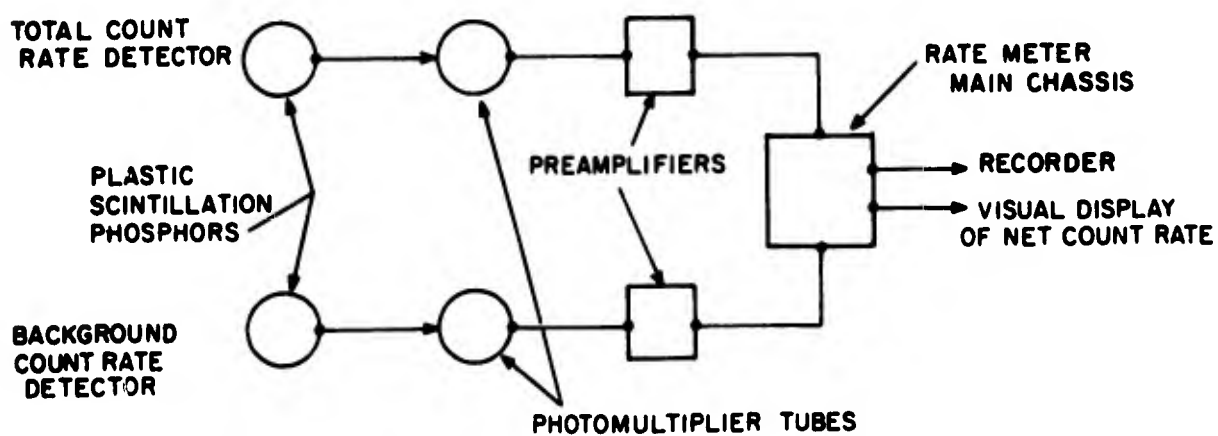 TOTAL COUNT
RATE DETECTOR
RATE METER
MAIN CHASSIS
PLASTIC
SCINTILLATION
PHOSPHORS
PREAMPLIFIERS
RECORDER
VISUAL DISPLAY
OF NET COUNT RATE
BACKGROUND
COUNT RATE
DETECTOR
PHOTOMULTIPLIER TUBES